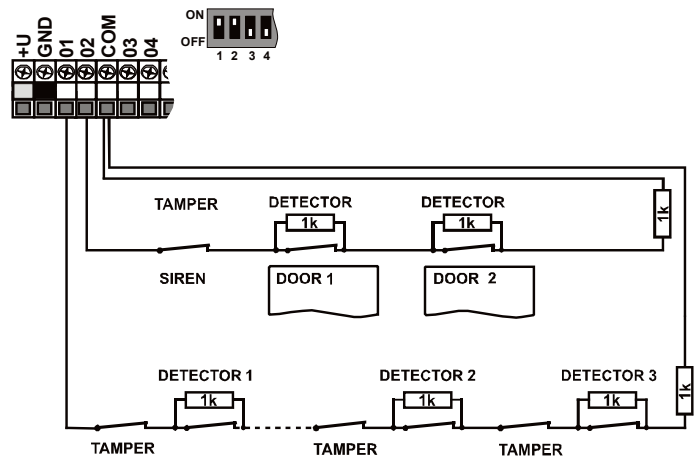 ON
OFF
1 2 3 4
+U GND 01 02 COM 03 04
TAMPER DETECTOR DETECTOR
1k 1k 1k
SIREN DOOR 1 DOOR 2
DETECTOR 1 DETECTOR 2 DETECTOR 3
1k 1k 1k 1k
TAMPER TAMPER TAMPER